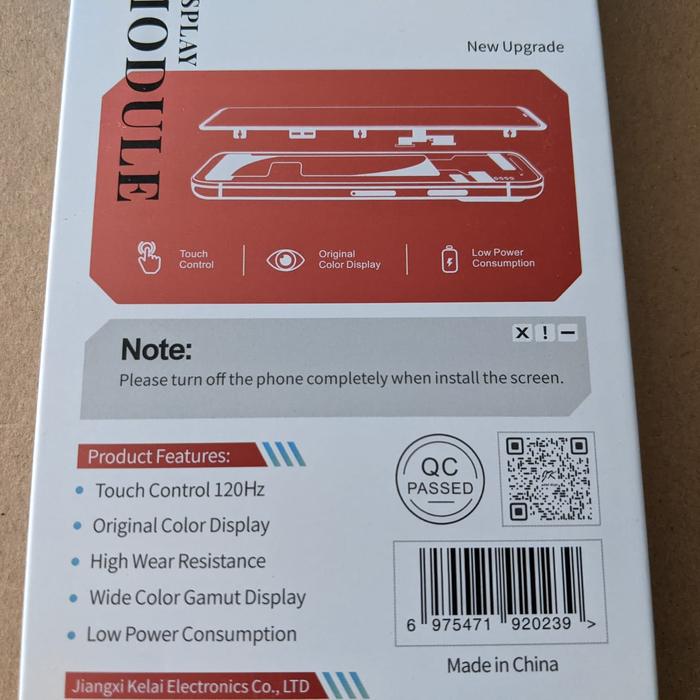 MODULE
New Upgrade
Touch
Control
Original
Color Display
Low Power
Consumption
X ! −
Note:
Please turn off the phone completely when install the screen.
Product Features:
Touch Control 120Hz
Original Color Display
High Wear Resistance
Wide Color Gamut Display
Low Power Consumption
QC
PASSED
6 975471 920239 >
Made in China
Jiangxi Kelai Electronics Co., LTD